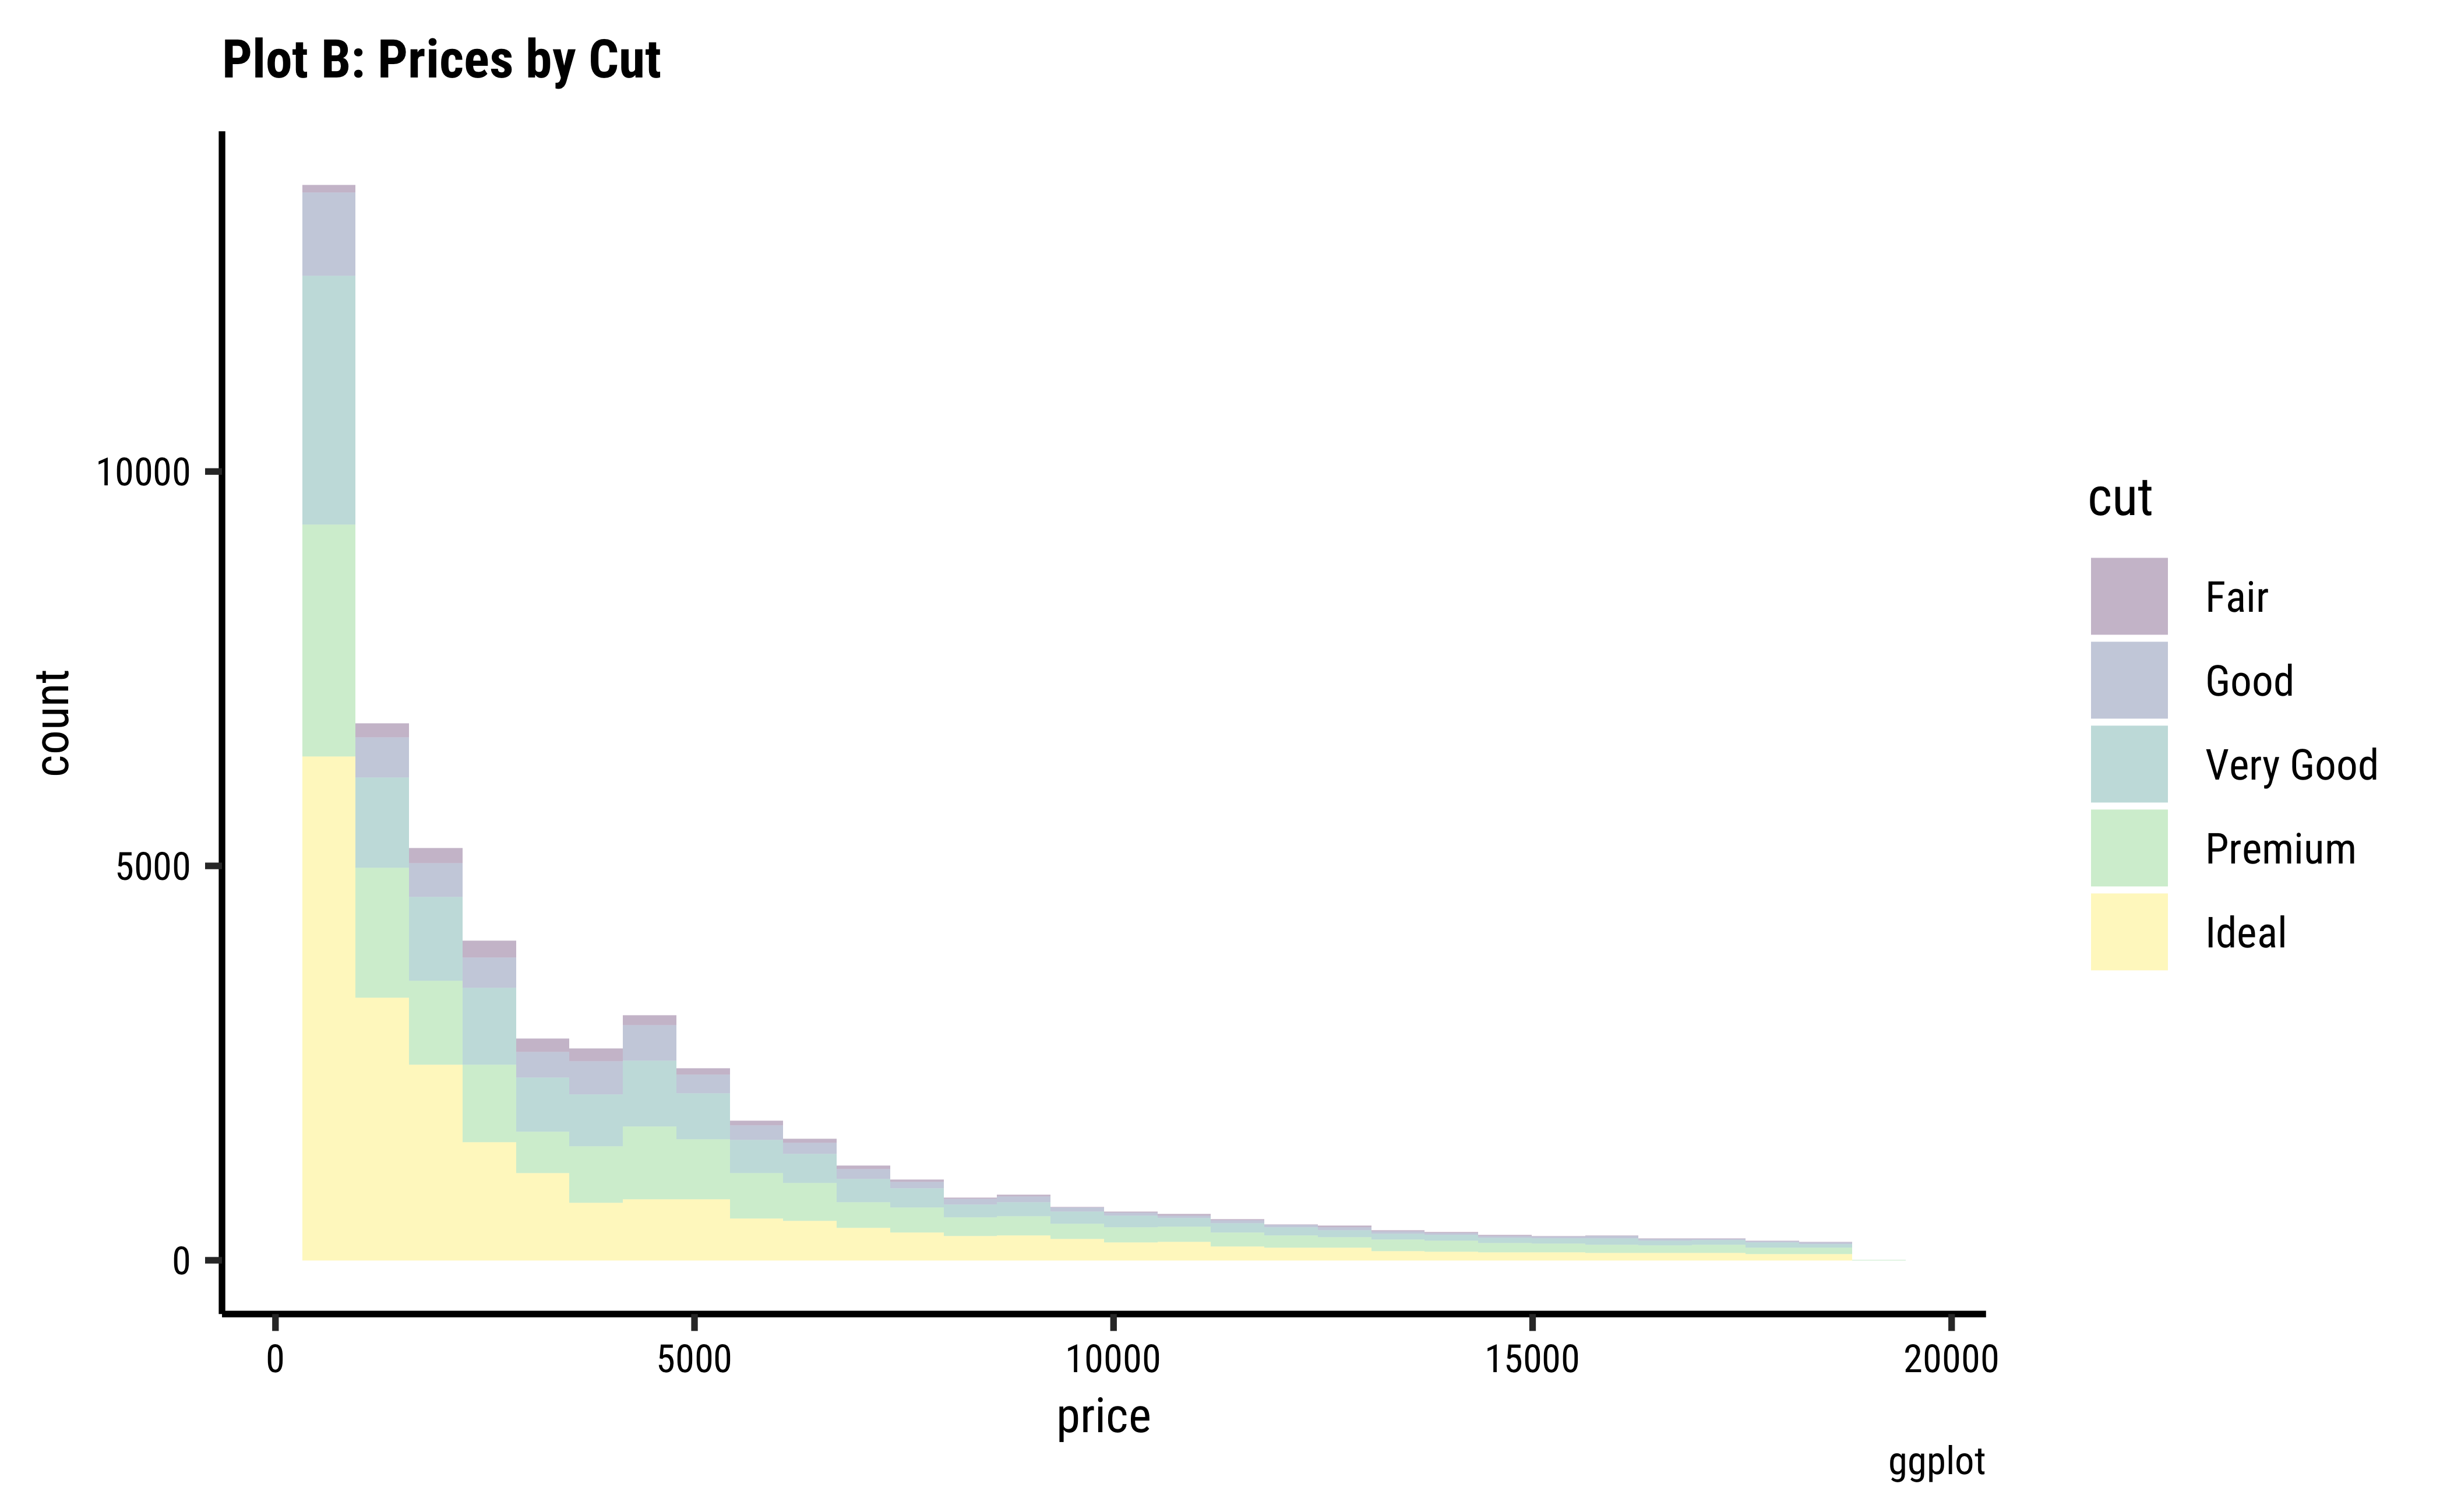 Plot B: Prices by Cut
count
10000
5000
0
0 5000 10000 15000 20000
price
cut
Fair
Good
Very Good
Premium
Ideal
ggplot